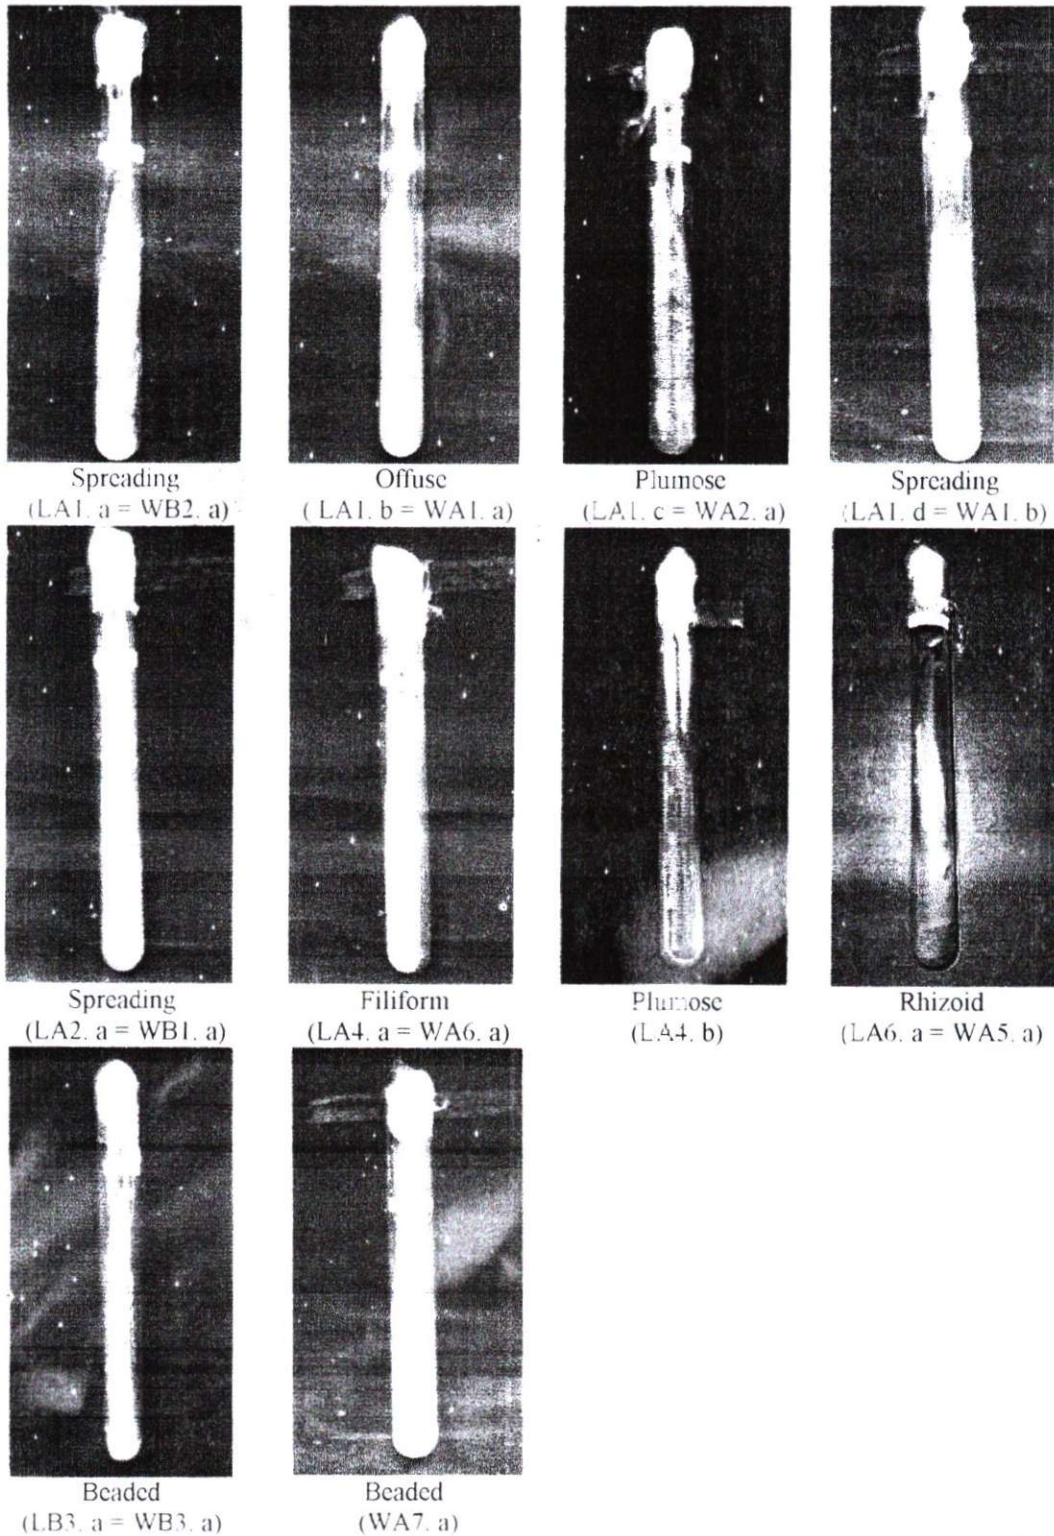 Spreading
(LA1. a = WB2. a)
Offuse
( LA1. b = WA1. a)
Plumose
(LA1. c = WA2. a)
Spreading
(LA1. d = WA1. b)
Spreading
(LA2. a = WB1. a)
Filiform
(LA4. a = WA6. a)
Plumose
(LA4. b)
Rhizoid
(LA6. a = WA5. a)
Beaded
(LB3. a = WB3. a)
Beaded
(WA7. a)